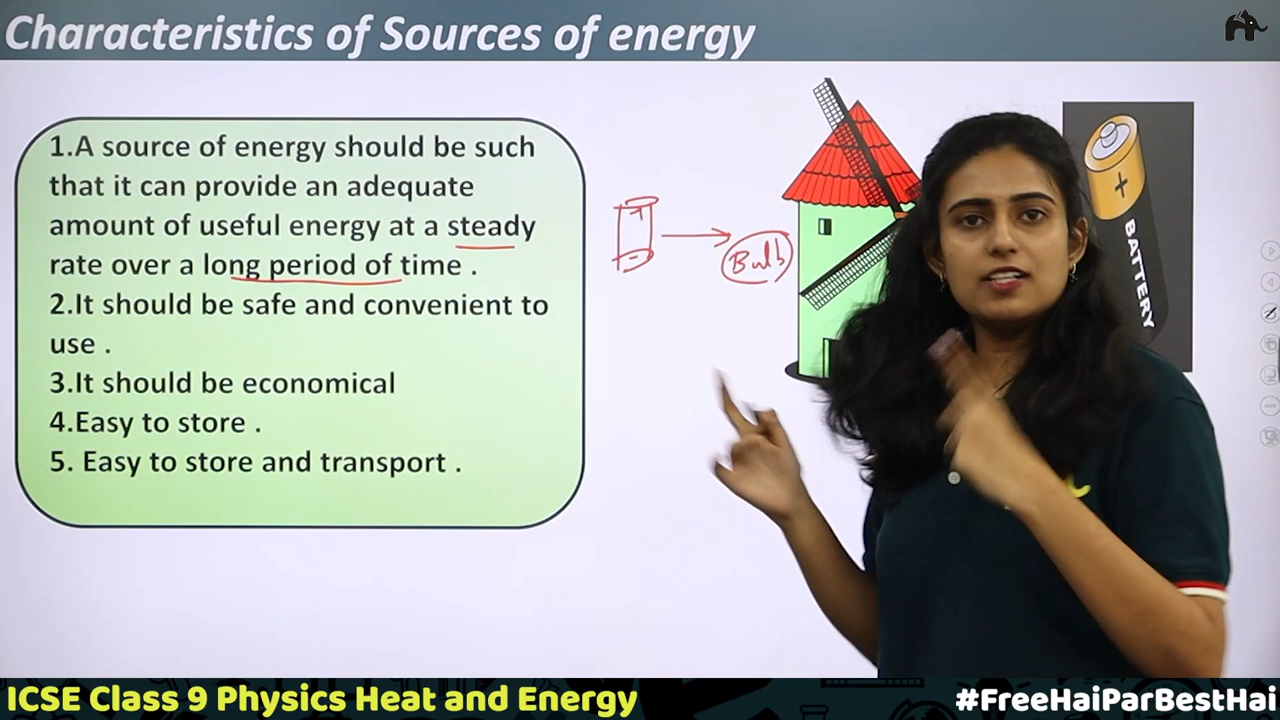 Characteristics of Sources of energy
1.A source of energy should be such
that it can provide an adequate
amount of useful energy at a steady
rate over a long period of time .
2.It should be safe and convenient to
use .
3.It should be economical
4.Easy to store .
5. Easy to store and transport .
+
-
Bulb
+
BATTERY
ICSE Class 9 Physics Heat and Energy
#FreeHaiParBestHai